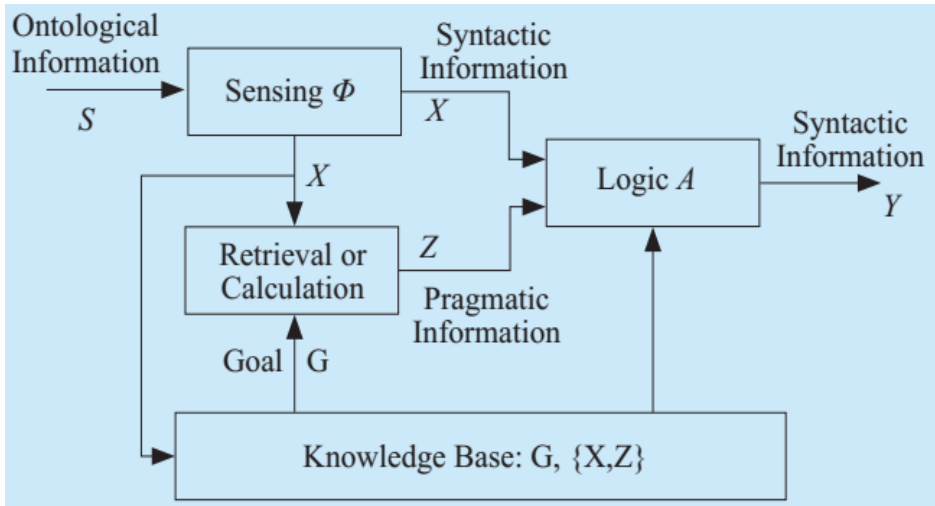 Ontological
Information
S
Sensing Φ
Syntactic
Information
X
X
Logic A
Syntactic
Information
Y
Retrieval or
Calculation
Z
Pragmatic
Information
Goal G
Knowledge Base: G, {X,Z}